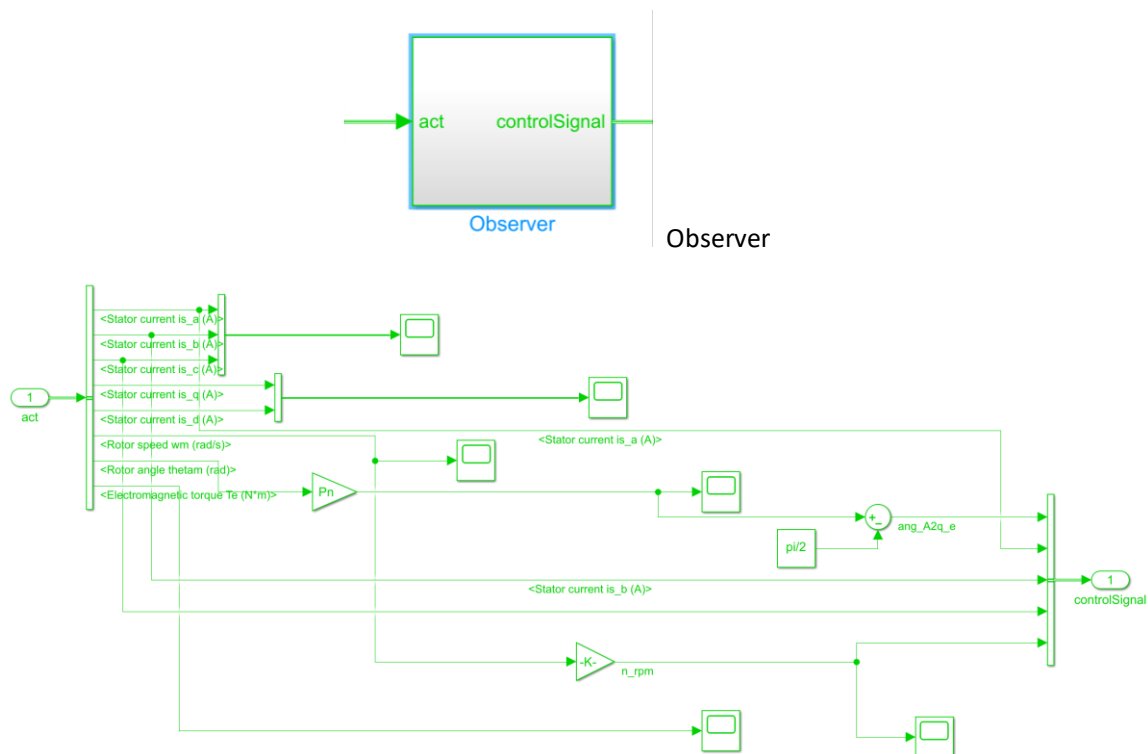 act
controlSignal
Observer
Observer
<Stator current is_a (A)>
<Stator current is_b (A)>
<Stator current is_c (A)>
<Stator current is_q (A)>
1
act
<Stator current is_d (A)>
<Rotor speed wm (rad/s)>
<Stator current is_a (A)>
<Rotor angle thetam (rad)>
<Electromagnetic torque Te (N*m)>
Pn
+
-
ang_A2q_e
pi/2
<Stator current is_b (A)>
1
controlSignal
-K-
n_rpm